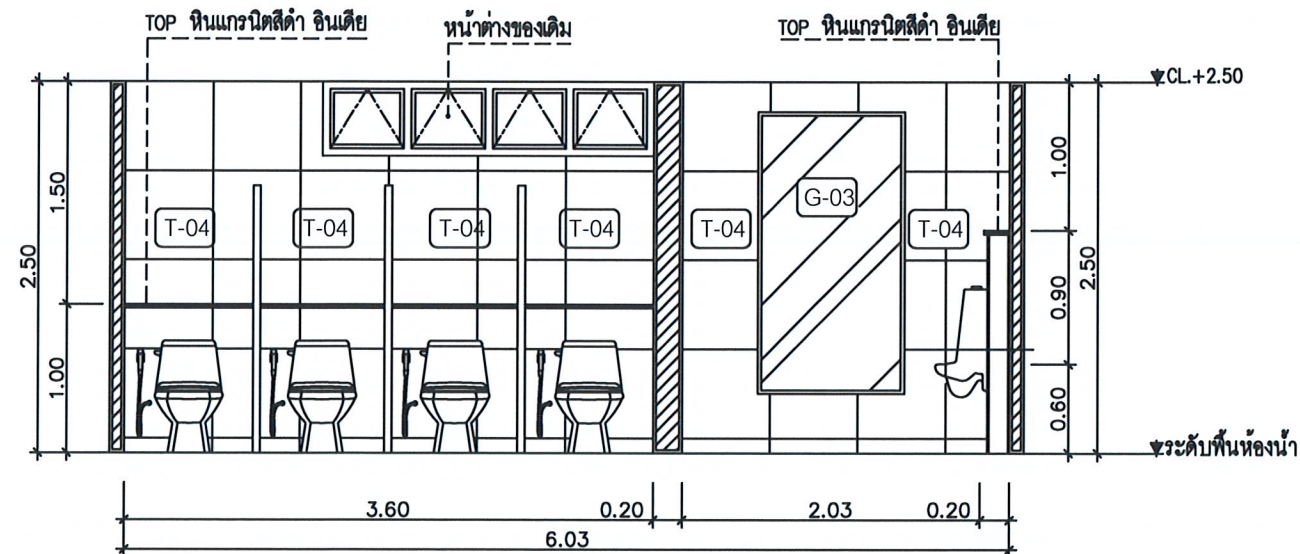 TOP หินแกรนิตสีดำ อินเดีย
หน้าต่างของเดิม
TOP หินแกรนิตสีดำ อินเดีย
CL.+2.50
1.50
1.00
2.50
T-04
T-04
T-04
T-04
T-04
G-03
T-04
1.00
0.90
0.60
2.50
ระดับพื้นห้องน้ำ
3.60
0.20
2.03
0.20
6.03